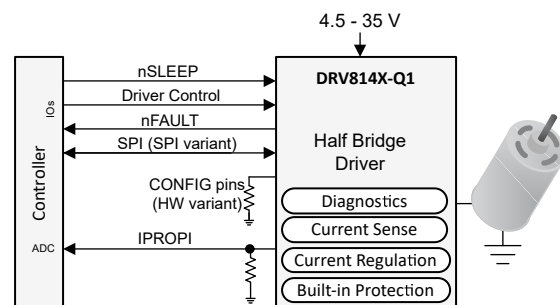 4.5 - 35 V
DRV814X-Q1
nSLEEP
Driver Control
nFAULT
SPI (SPI variant)
CONFIG pins
(HW variant)
IPROPI
Controller
IOs
ADC
Half Bridge
Driver
Diagnostics
Current Sense
Current Regulation
Built-in Protection